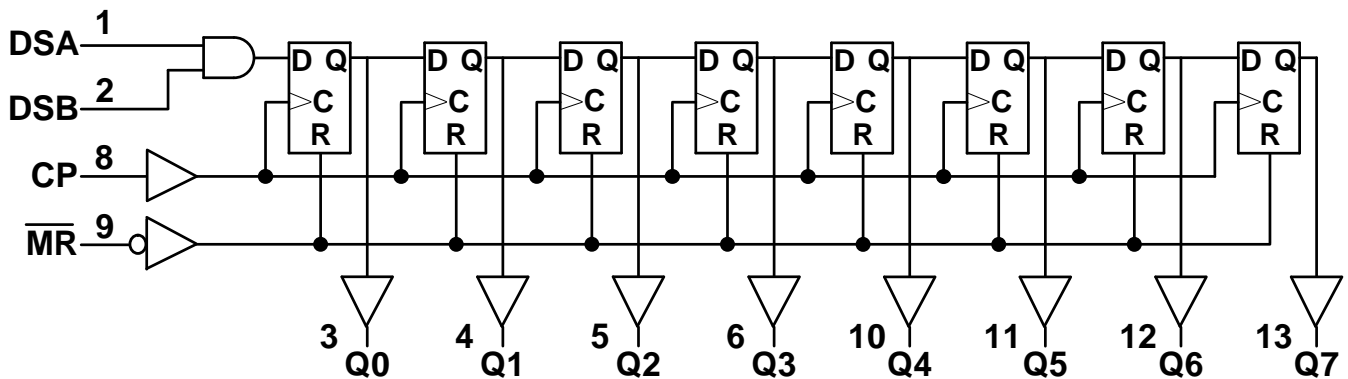 1
DSA
2
DSB
D Q D Q D Q D Q D Q D Q D Q D Q
C C C C C C C C
R R R R R R R R
8
CP
9
MR
3 4 5 6 10 11 12 13
Q0 Q1 Q2 Q3 Q4 Q5 Q6 Q7